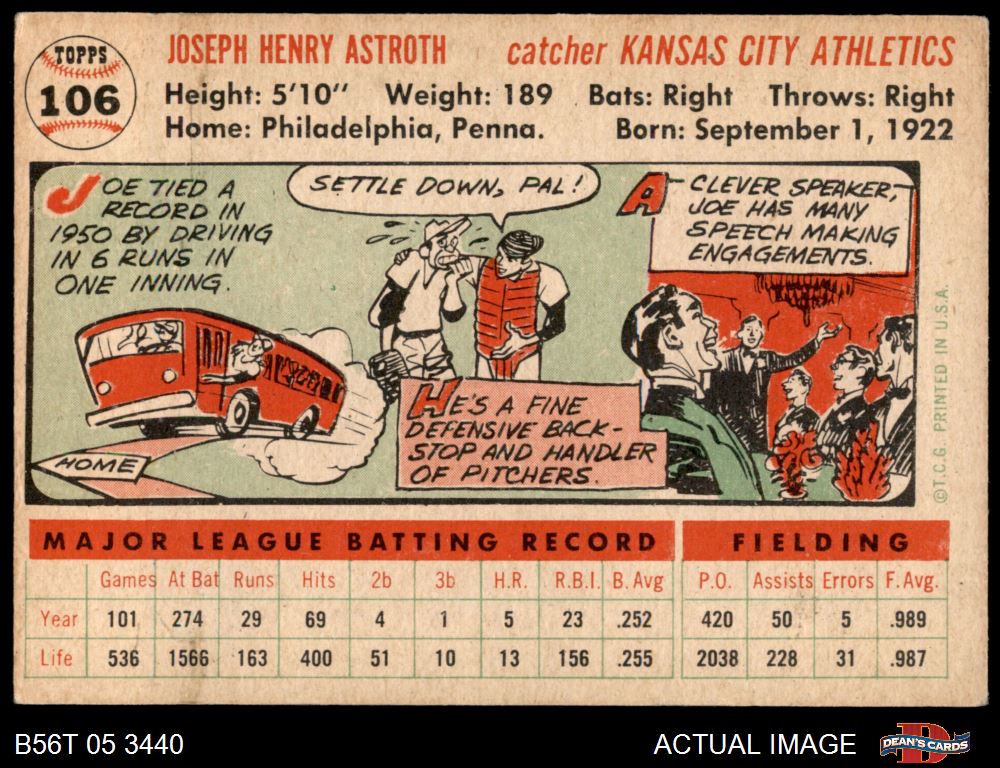 TOPPS
106
JOSEPH HENRY ASTROTH catcher KANSAS CITY ATHLETICS
Height: 5'10" Weight: 189 Bats: Right Throws: Right
Home: Philadelphia, Penna. Born: September 1, 1922
JOE TIED A
RECORD IN
1950 BY DRIVING
IN 6 RUNS IN
ONE INNING.
HOME
SETTLE DOWN, PAL!
HE'S A FINE
DEFENSIVE BACK-
STOP AND HANDLER
OF PITCHERS.
A CLEVER SPEAKER,
JOE HAS MANY
SPEECH MAKING
ENGAGEMENTS.
©T.C.G. PRINTED IN U.S.A.
MAJOR LEAGUE BATTING RECORD FIELDING
Games At Bat Runs Hits 2b 3b H.R. R.B.I. B. Avg P.O. Assists Errors F. Avg.
Year 101 274 29 69 4 1 5 23 .252 420 50 5 .989
Life 536 1566 163 400 51 10 13 156 .255 2038 228 31 .987
B56T 05 3440 ACTUAL IMAGE DEAN'S CARDS